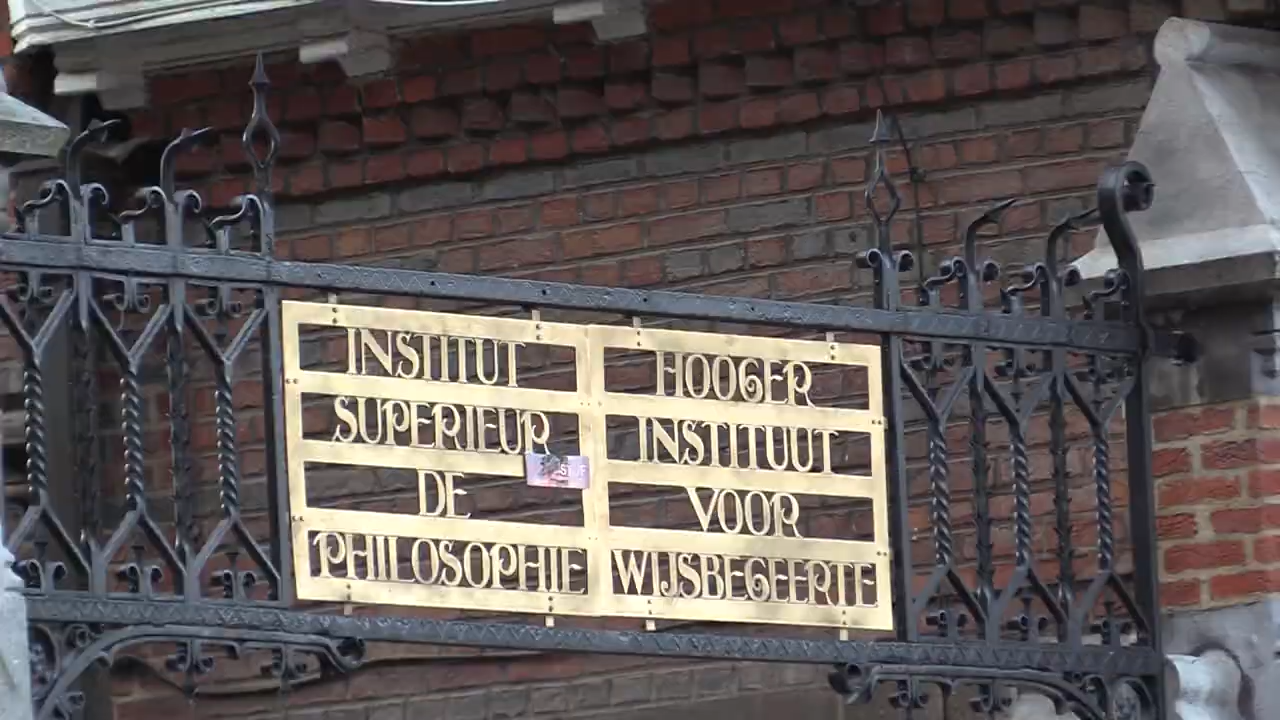 INSTITUT
SUPERIEUR
DE
PHILOSOPHIE
HOOGER
INSTITUUT
VOOR
WIJSBEGEERTE